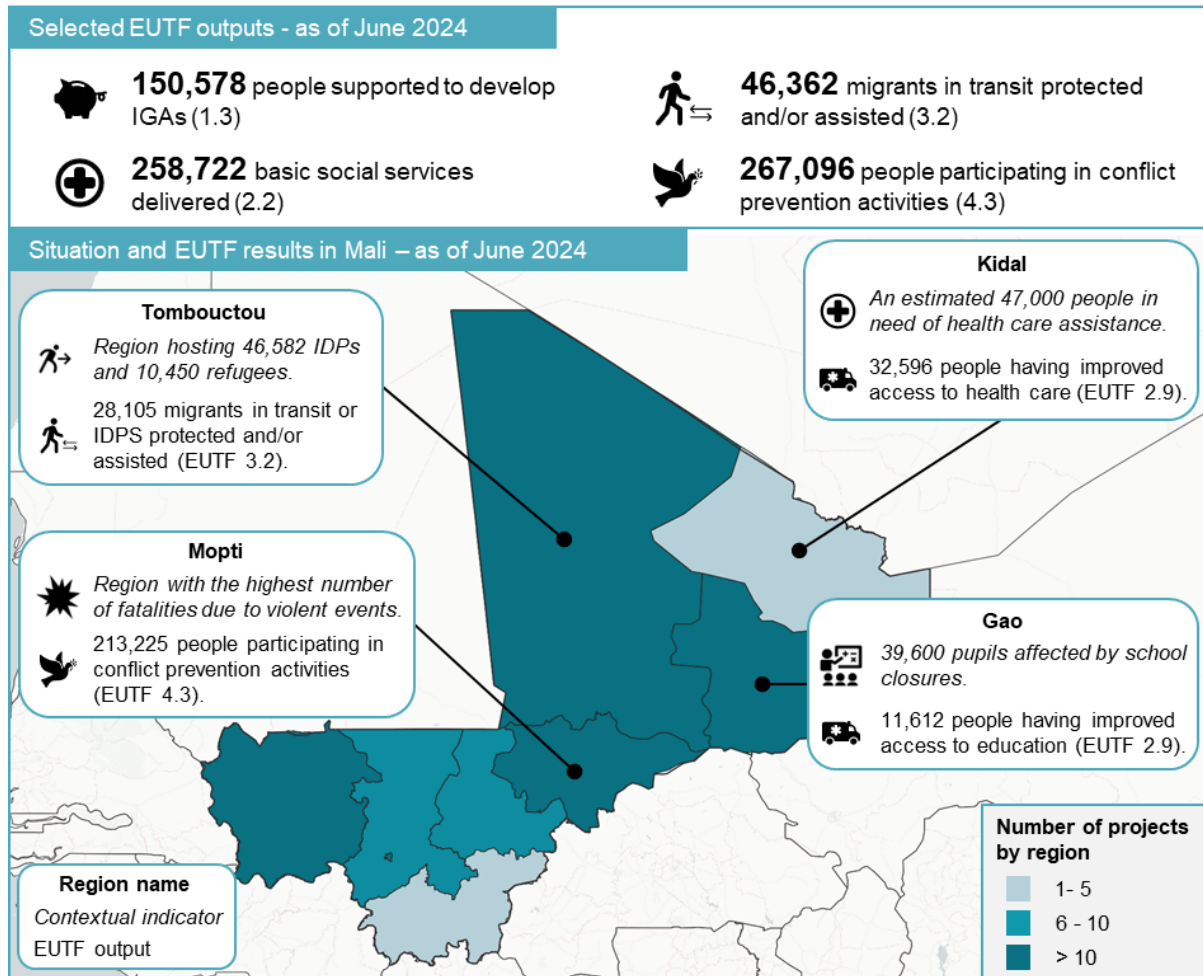 Selected EUTF outputs - as of June 2024
150,578 people supported to develop
IGAs (1.3)
46,362 migrants in transit protected
and/or assisted (3.2)
258,722 basic social services
delivered (2.2)
267,096 people participating in conflict
prevention activities (4.3)
Situation and EUTF results in Mali – as of June 2024
Tombouctou
Region hosting 46,582 IDPs
and 10,450 refugees.
28,105 migrants in transit or
IDPS protected and/or
assisted (EUTF 3.2).
Kidal
An estimated 47,000 people in
need of health care assistance.
32,596 people having improved
access to health care (EUTF 2.9).
Mopti
Region with the highest number
of fatalities due to violent events.
213,225 people participating in
conflict prevention activities
(EUTF 4.3).
Gao
39,600 pupils affected by school
closures.
11,612 people having improved
access to education (EUTF 2.9).
Region name
Contextual indicator
EUTF output
Number of projects
by region
1- 5
6 - 10
> 10